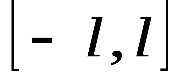 [- l, l]